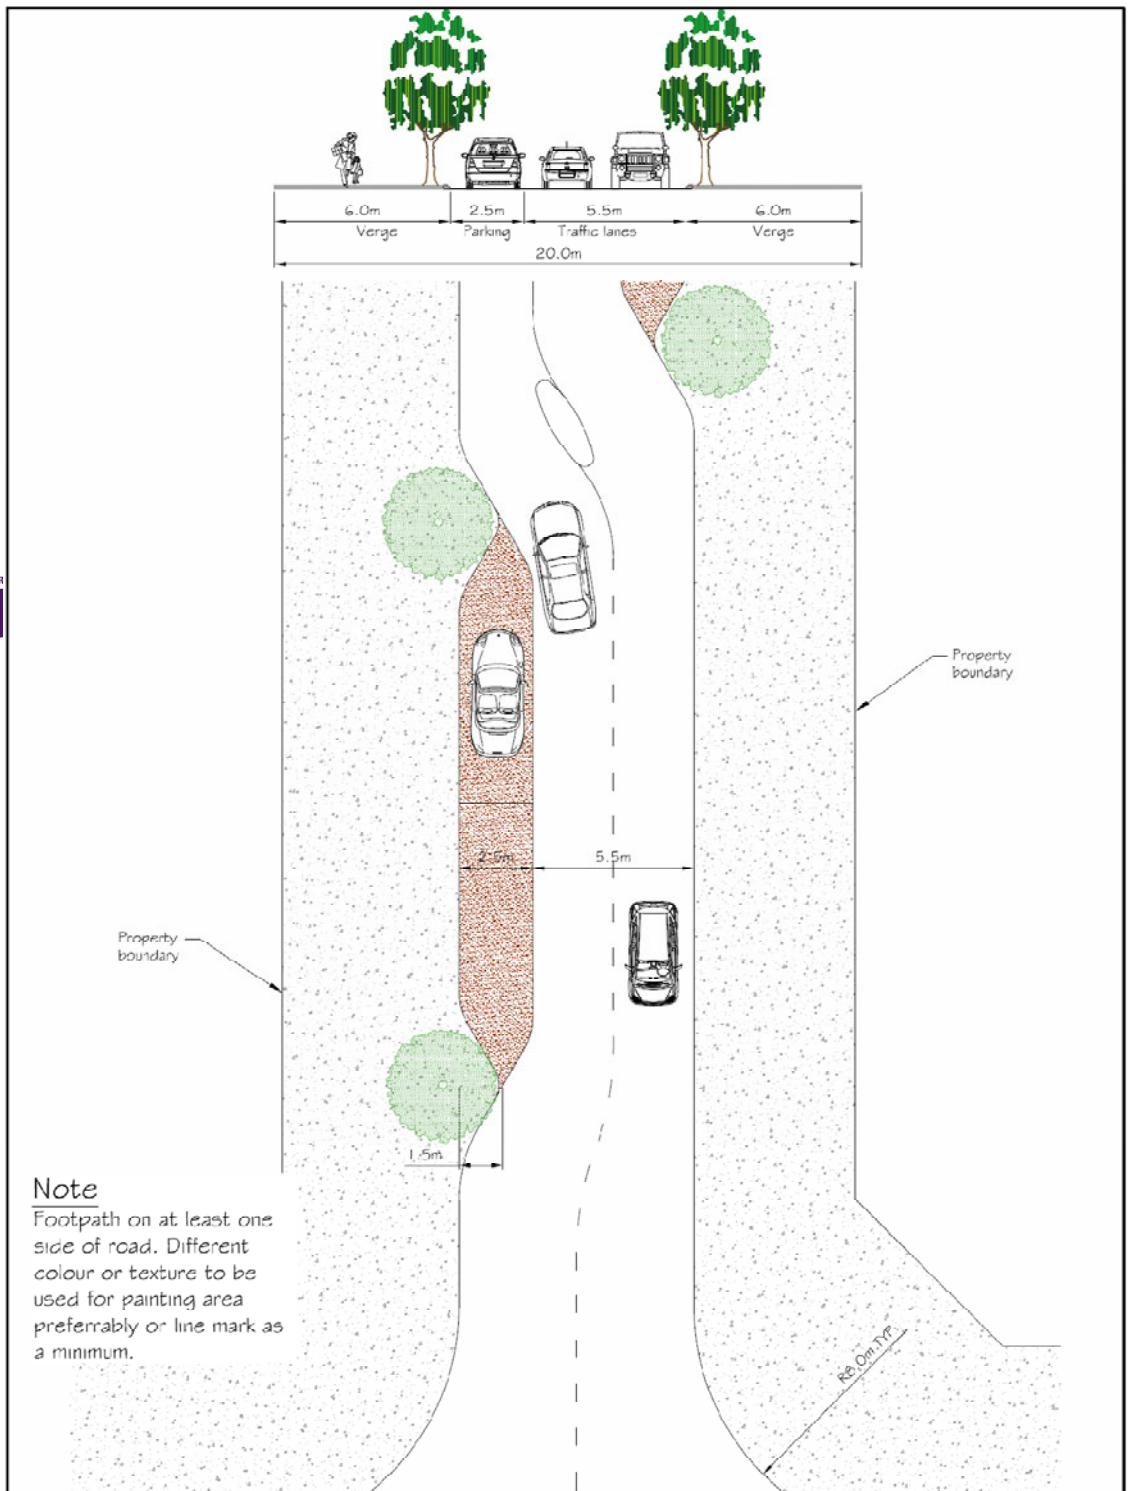 6.0m 2.5m 5.5m 6.0m
Verge Parking Traffic lanes Verge
20.0m
Property
boundary
2.5m 5.5m
Property
boundary
1.5m
Note
Footpath on at least one
side of road. Different
colour or texture to be
used for painting area
preferrably or line mark as
a minimum.
R8.0m TYP.